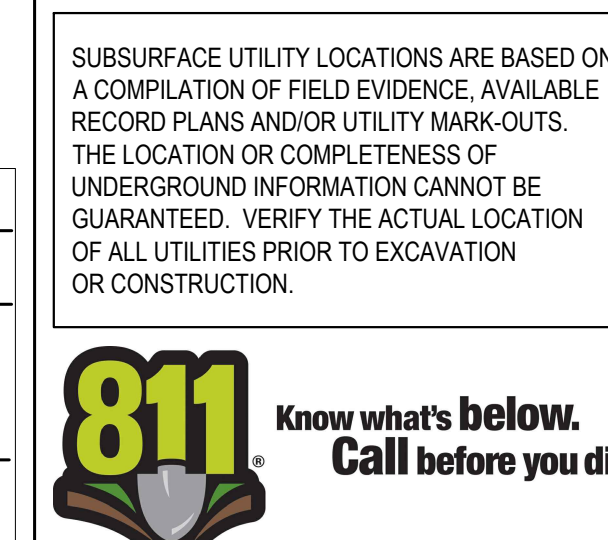 SUBSURFACE UTILITY LOCATIONS ARE BASED ON
A COMPILATION OF FIELD EVIDENCE, AVAILABLE
RECORD PLANS AND/OR UTILITY MARK-OUTS.
THE LOCATION OR COMPLETENESS OF
UNDERGROUND INFORMATION CANNOT BE
GUARANTEED. VERIFY THE ACTUAL LOCATION
OF ALL UTILITIES PRIOR TO EXCAVATION
OR CONSTRUCTION.
811®
Know what's below.
Call before you di